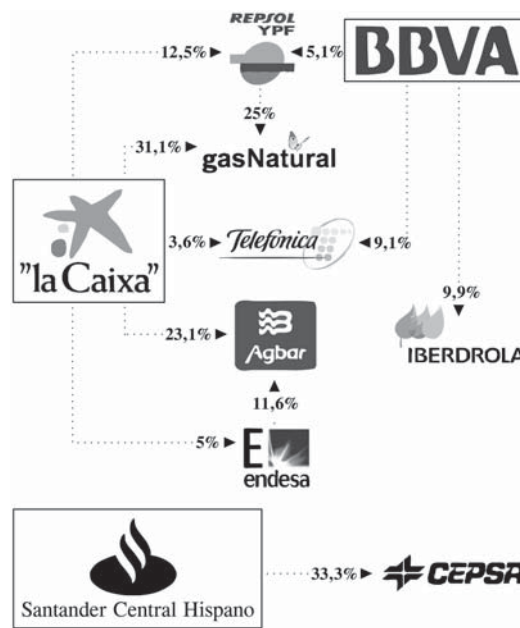 REPSOL
YPF
12,5%
5,1%
BBVA
25%
31,1%
gasNatural
"la Caixa"
3,6%
Telefónica
9,1%
9,9%
23,1%
Agbar
IBERDROLA
11,6%
5%
endesa
Santander Central Hispano
33,3%
CEPSA